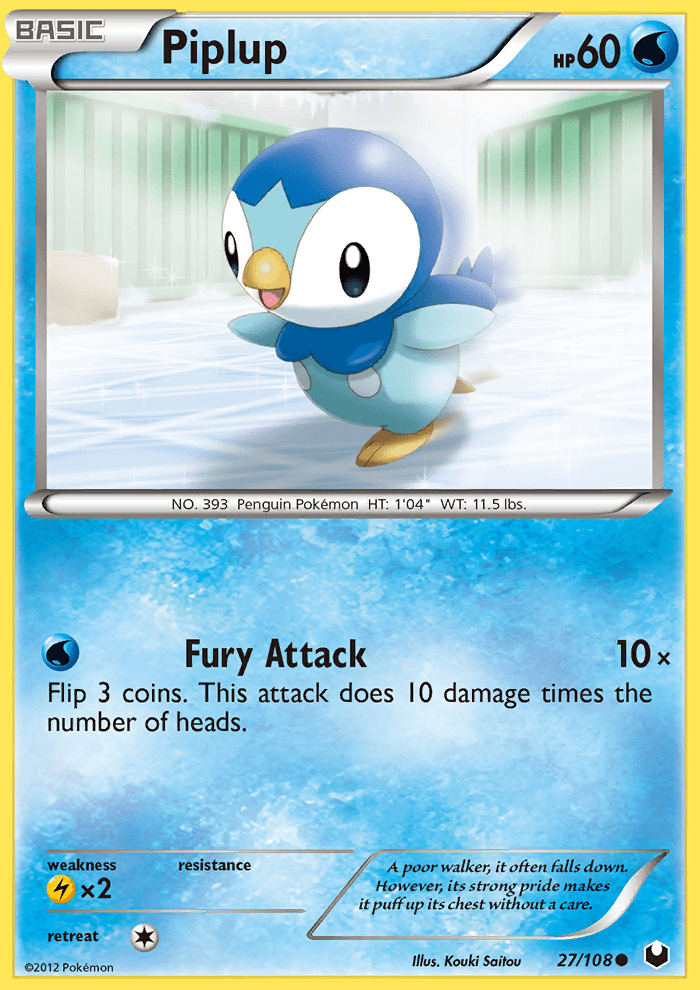 BASIC
Piplup
HP60
NO. 393 Penguin Pokémon HT: 1'04" WT: 11.5 lbs.
Fury Attack
10×
Flip 3 coins. This attack does 10 damage times the
number of heads.
weakness
resistance
×2
A poor walker, it often falls down.
However, its strong pride makes
it puff up its chest without a care.
retreat
Illus. Kouki Saitou
27/108
©2012 Pokémon